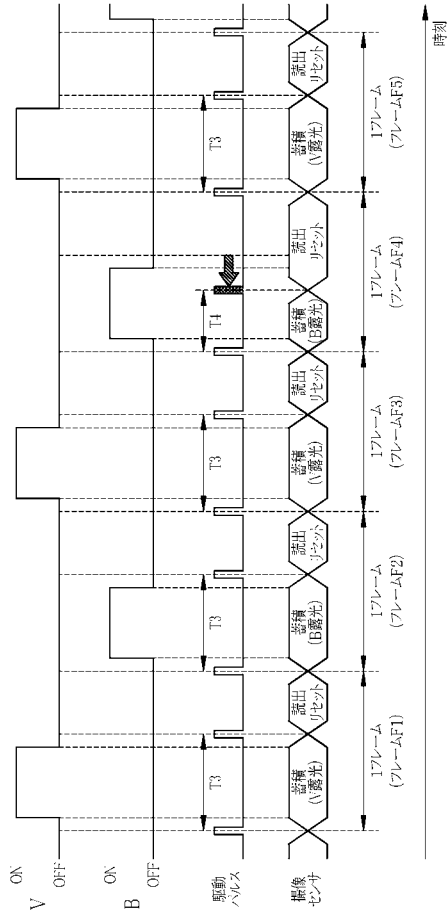 ON
V
OFF
ON
B
OFF
駆動
パルス
T3
T3
T3
T4
T3
撮像
センサ
蓄積
(V露光)
読出
リセット
蓄積
(B露光)
読出
リセット
蓄積
(V露光)
読出
リセット
蓄積
(B露光)
読出
リセット
蓄積
(V露光)
読出
リセット
1フレーム
(フレームF1)
1フレーム
(フレームF2)
1フレーム
(フレームF3)
1フレーム
(フレームF4)
1フレーム
(フレームF5)
時刻